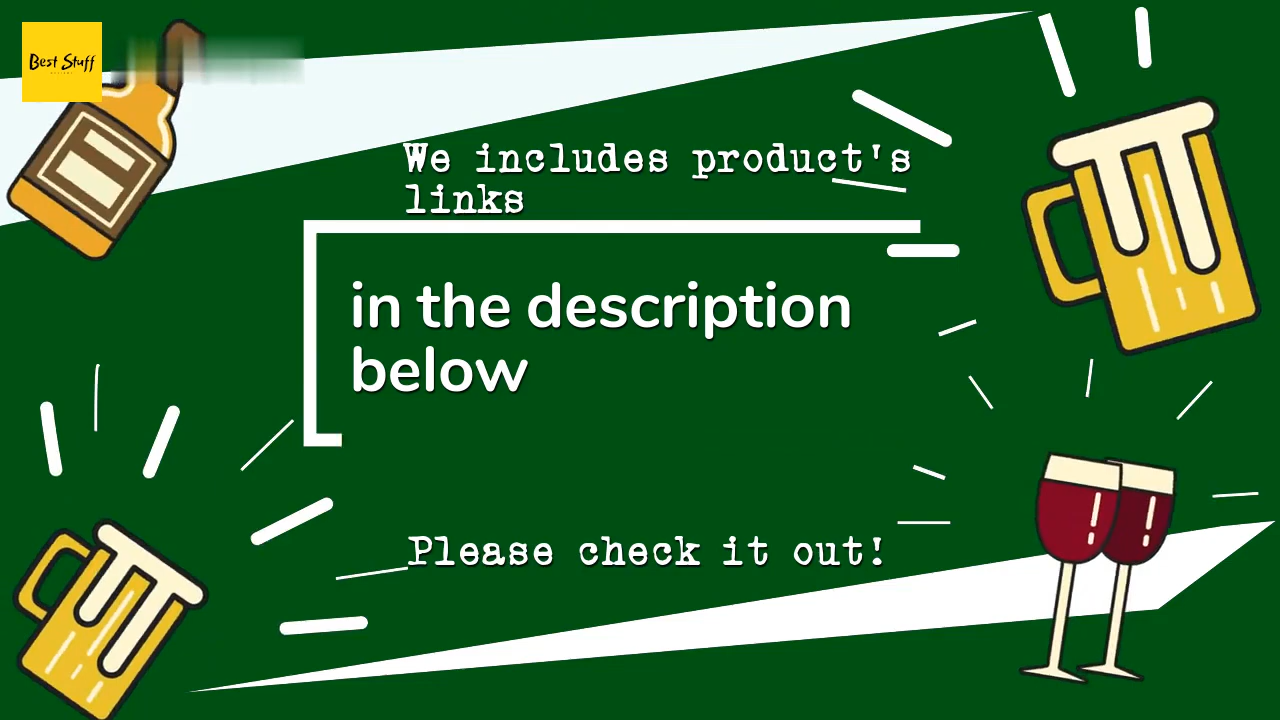 Best Stuff
We includes product's
links
in the description
below
Please check it out!